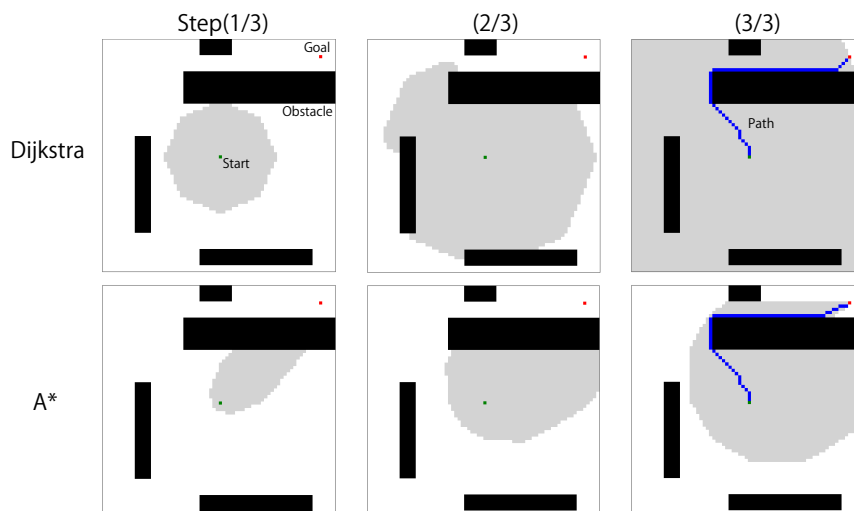 Step(1/3) (2/3) (3/3)
Goal
Obstacle
Path
Dijkstra
Start
A*